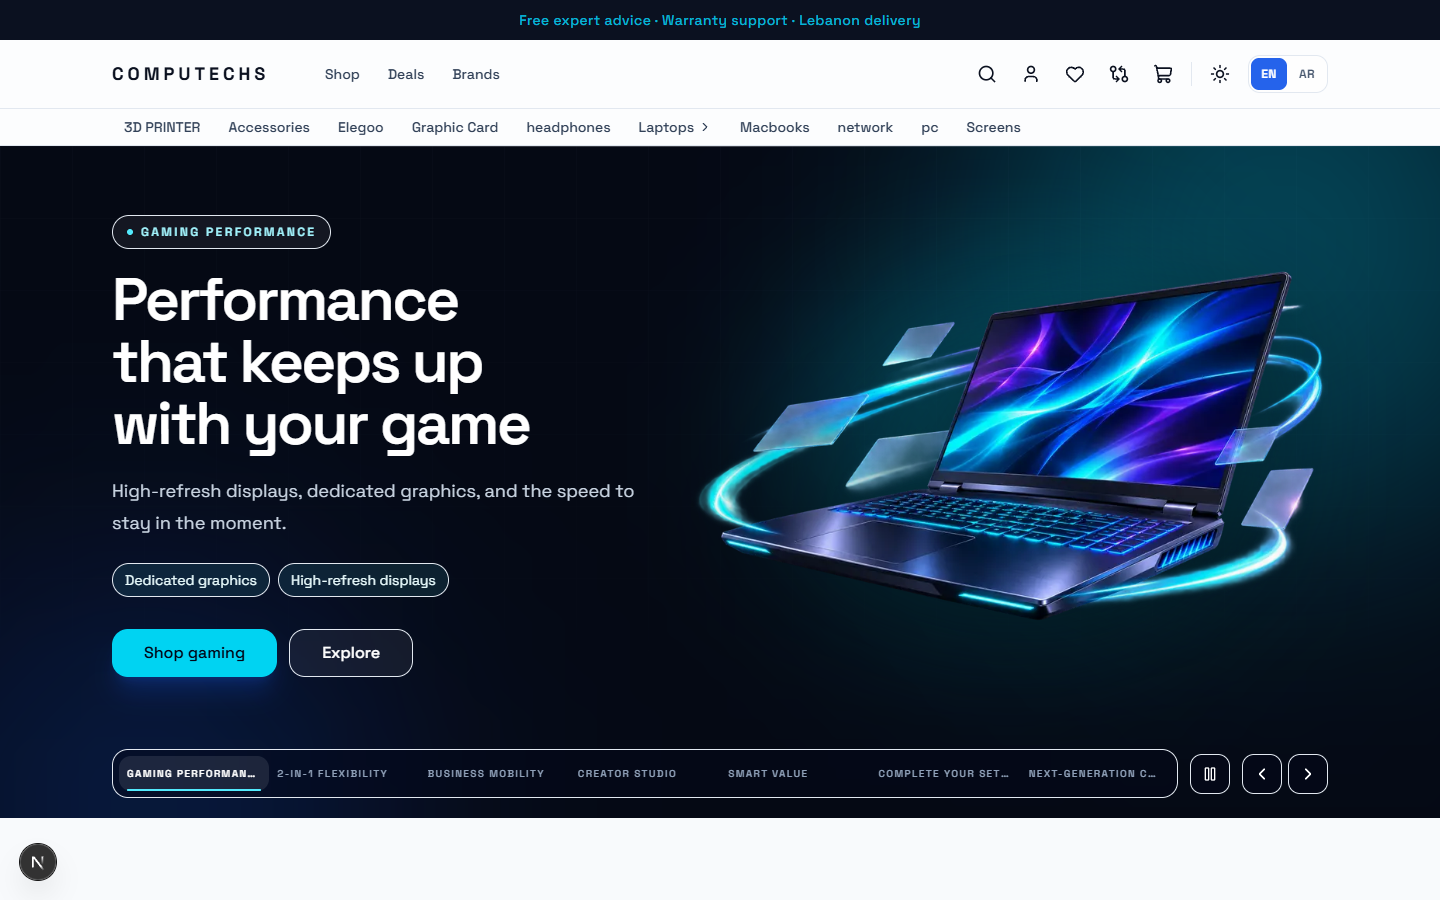 Free expert advice · Warranty support · Lebanon delivery
COMPUTECHS
Shop
Deals
Brands
EN
AR
3D PRINTER
Accessories
Elegoo
Graphic Card
headphones
Laptops
Macbooks
network
pc
Screens
GAMING PERFORMANCE
Performance
that keeps up
with your game
High-refresh displays, dedicated graphics, and the speed to
stay in the moment.
Dedicated graphics
High-refresh displays
Shop gaming
Explore
GAMING PERFORMAN...
2-IN-1 FLEXIBILITY
BUSINESS MOBILITY
CREATOR STUDIO
SMART VALUE
COMPLETE YOUR SET...
NEXT-GENERATION C...
N